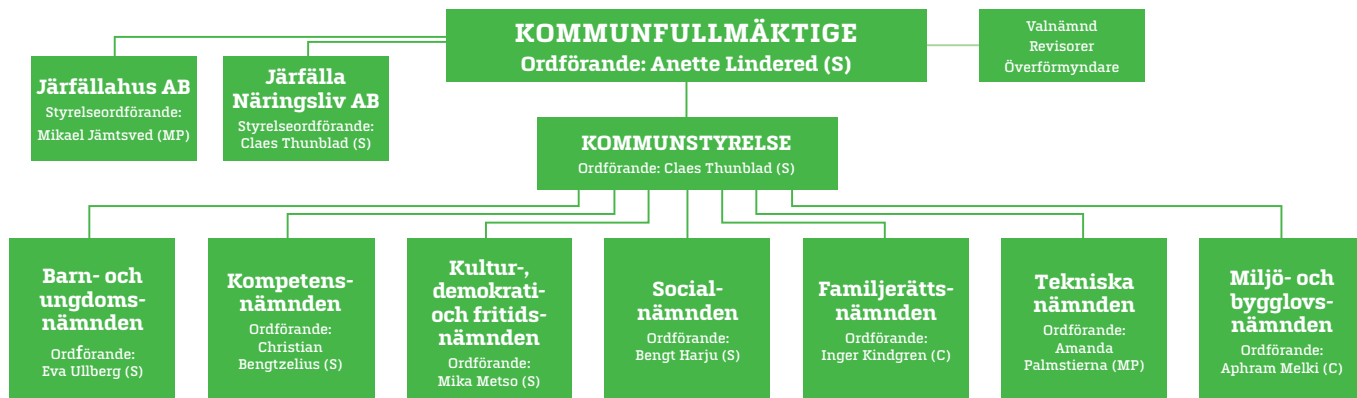 KOMMUNFULLMÄKTIGE
Ordförande: Anette Lindered (S)
Valnämnd
Revisorer
Överförmyndare
Järfällahus AB
Styrelseordförande:
Mikael Jämtsved (MP)
Järfälla
Näringsliv AB
Styrelseordförande:
Claes Thunblad (S)
KOMMUNSTYRELSE
Ordförande: Claes Thunblad (S)
Barn- och
ungdoms-
nämnden
Ordförande:
Eva Ullberg (S)
Kompetens-
nämnden
Ordförande:
Christian
Bengtzelius (S)
Kultur-,
demokrati-
och fritids-
nämnden
Ordförande:
Mika Metso (S)
Social-
nämnden
Ordförande:
Bengt Harju (S)
Familjerätts-
nämnden
Ordförande:
Inger Kindgren (C)
Tekniska
nämnden
Ordförande:
Amanda
Palmstierna (MP)
Miljö- och
bygglovs-
nämnden
Ordförande:
Aphram Melki (C)